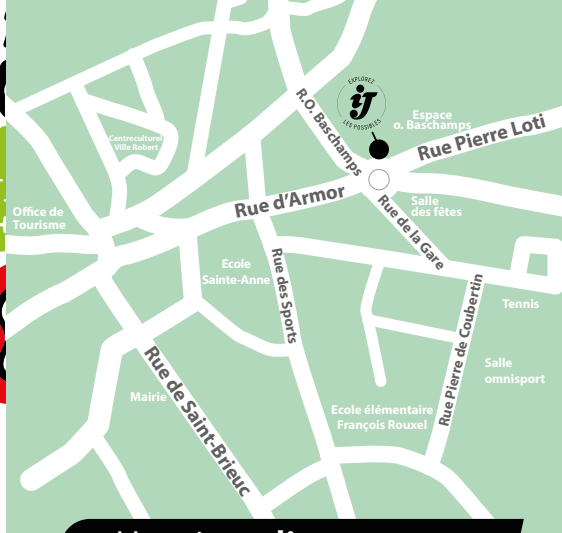 EXPLOREZ
iJ
LES POSSIBLES
R.O. Baschamps
Espace
o. Baschamps
Rue Pierre Loti
Centreculturel
Ville Robert
Rue d'Armor
Salle
des fêtes
Rue de la Gare
Office de
Tourisme
Ecole
Sainte-Anne
Rue des Sports
Rue Pierre de Coubertin
Tennis
Salle
omnisport
Mairie
Rue de Saint-Brieuc
Ecole élémentaire
François Rouxel